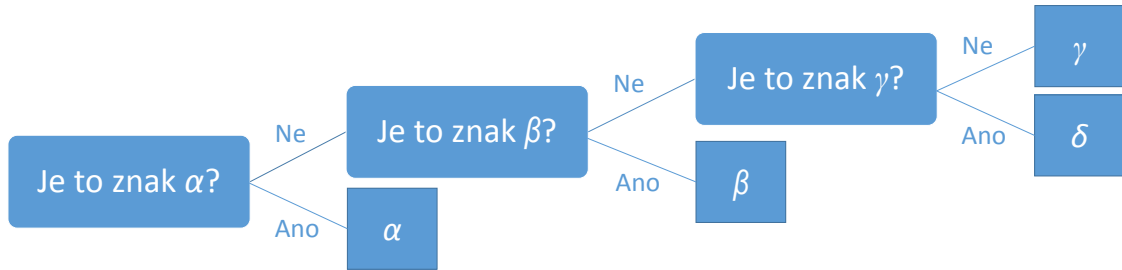 Je to znak α?
Ne
Ano
α
Je to znak β?
Ne
Ano
β
Je to znak γ?
Ne
Ano
γ
δ